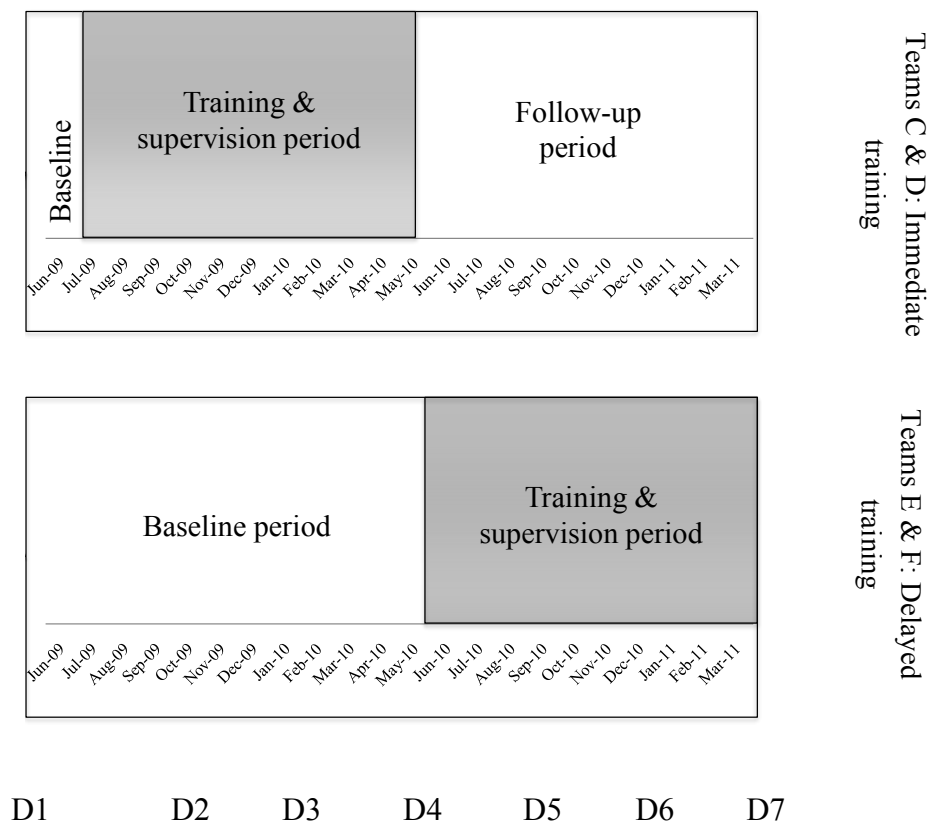 Baseline
Training &
supervision period
Follow-up
period
Jun-09 Jul-09 Aug-09 Sep-09 Oct-09 Nov-09 Dec-09 Jan-10 Feb-10 Mar-10 Apr-10 May-10 Jun-10 Jul-10 Aug-10 Sep-10 Oct-10 Nov-10 Dec-10 Jan-11 Feb-11 Mar-11
Teams C & D: Immediate
training
Baseline period
Training &
supervision period
Jun-09 Jul-09 Aug-09 Sep-09 Oct-09 Nov-09 Dec-09 Jan-10 Feb-10 Mar-10 Apr-10 May-10 Jun-10 Jul-10 Aug-10 Sep-10 Oct-10 Nov-10 Dec-10 Jan-11 Feb-11 Mar-11
Teams E & F: Delayed
training
D1 D2 D3 D4 D5 D6 D7